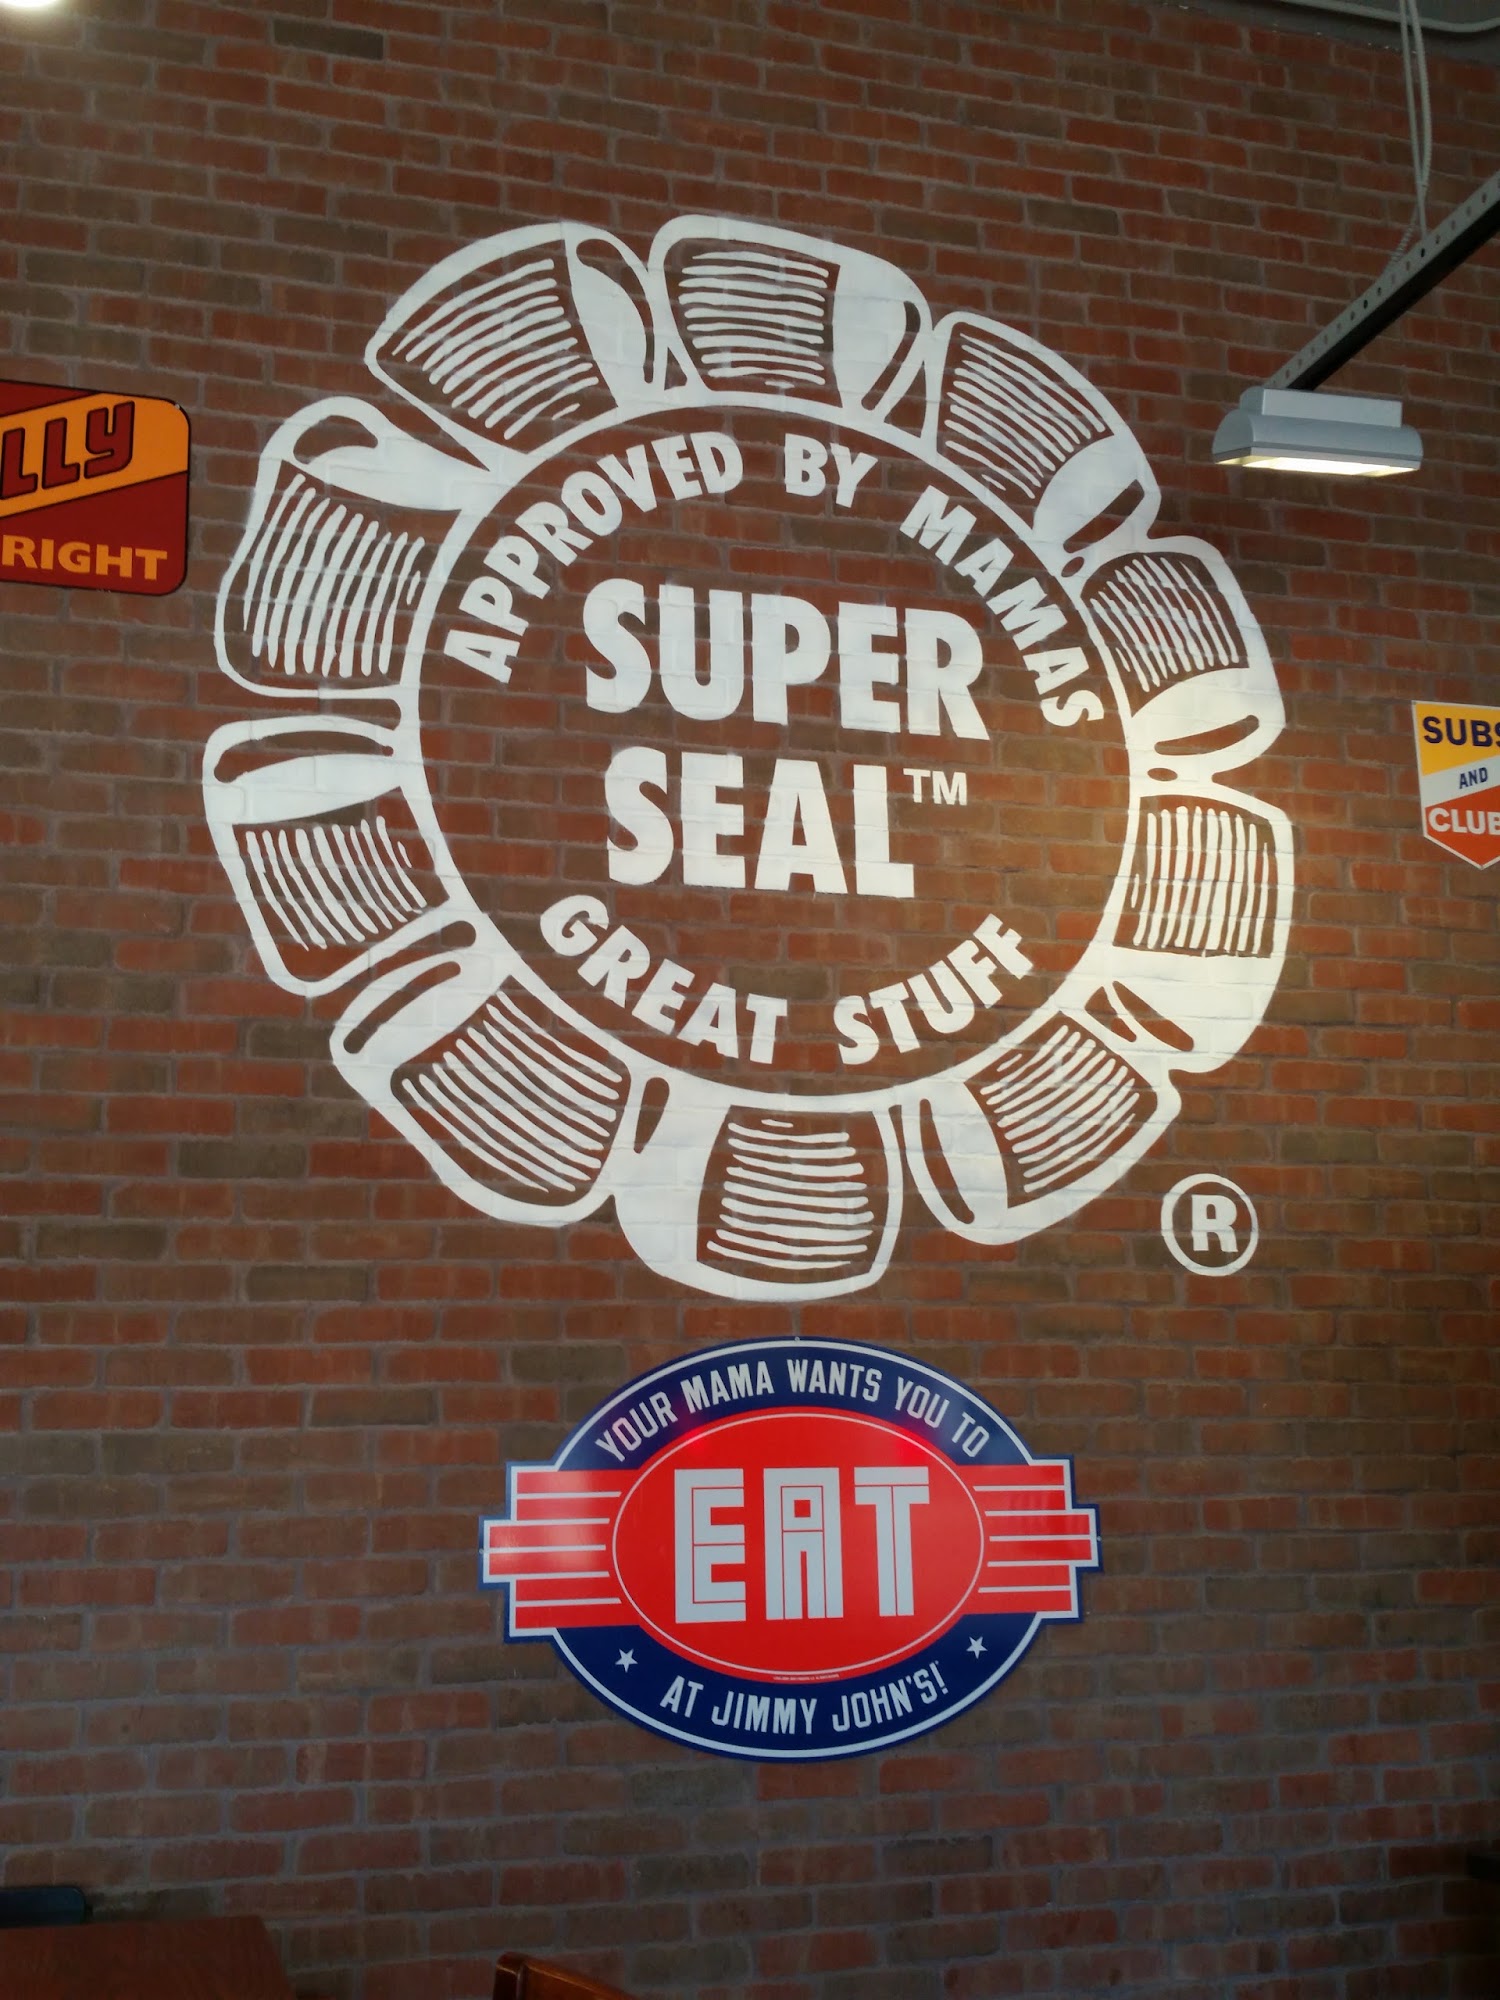 LLY
RIGHT
APPROVED BY MAMAS
SUPER
SEAL™
GREAT STUFF
®
SUBS
AND
CLUB
YOUR MAMA WANTS YOU TO
EAT
AT JIMMY JOHN'S!